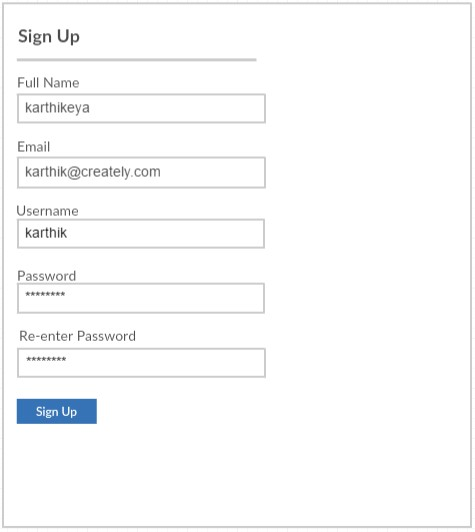 Sign Up
Full Name
karthikeya
Email
karthik@creately.com
Username
karthik
Password
********
Re-enter Password
********
Sign Up